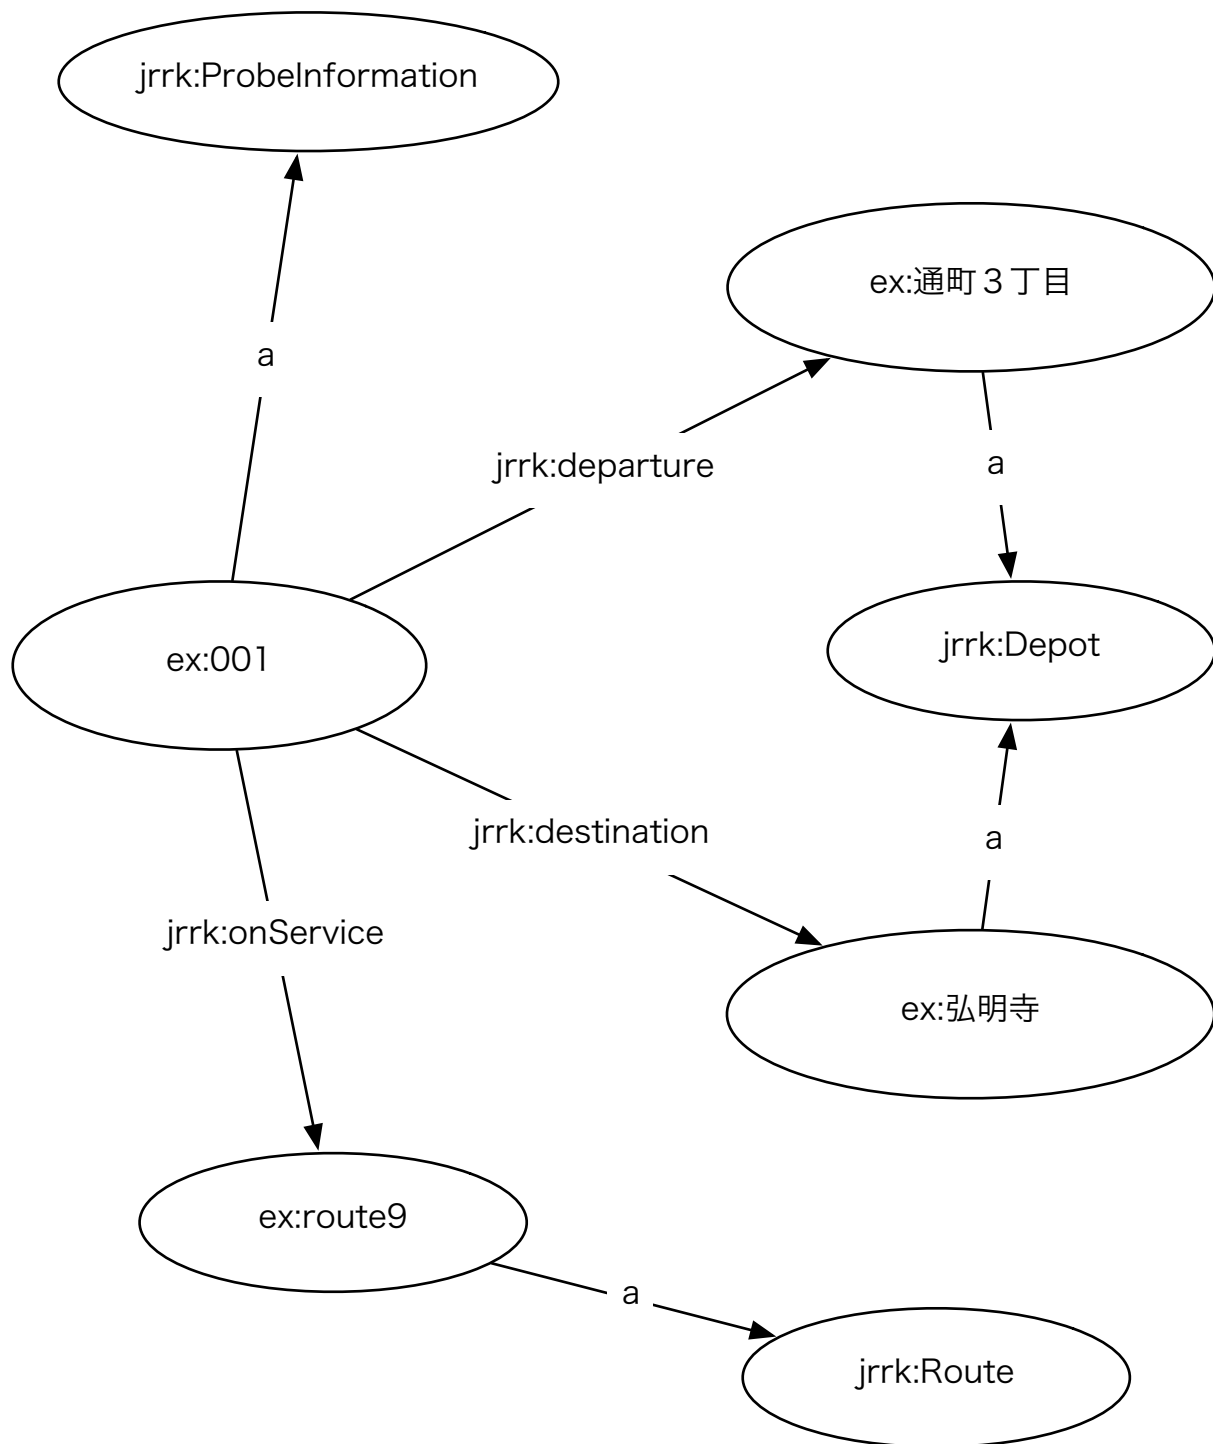 jrrk:ProbeInformation
ex:通町３丁目
a
jrrk:departure
a
jrrk:Depot
ex:001
jrrk:destination
a
jrrk:onService
ex:弘明寺
ex:route9
a
jrrk:Route